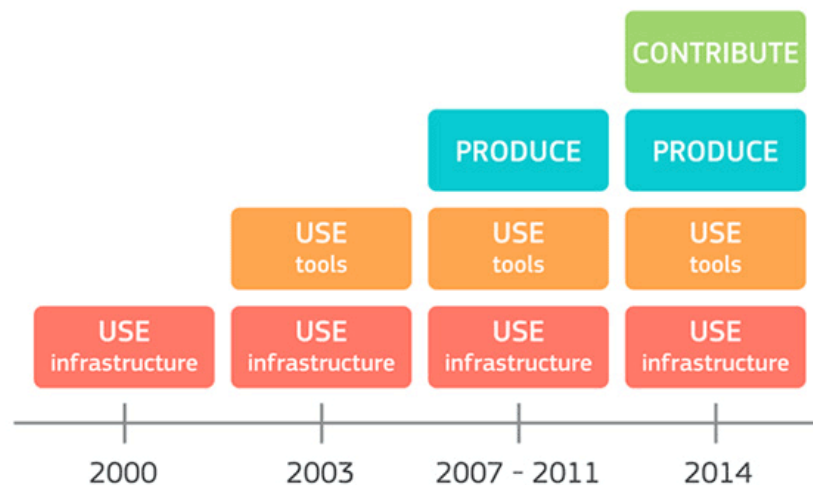 CONTRIBUTE
PRODUCE
PRODUCE
USE
tools
USE
tools
USE
tools
USE
infrastructure
USE
infrastructure
USE
infrastructure
USE
infrastructure
2000
2003
2007 - 2011
2014